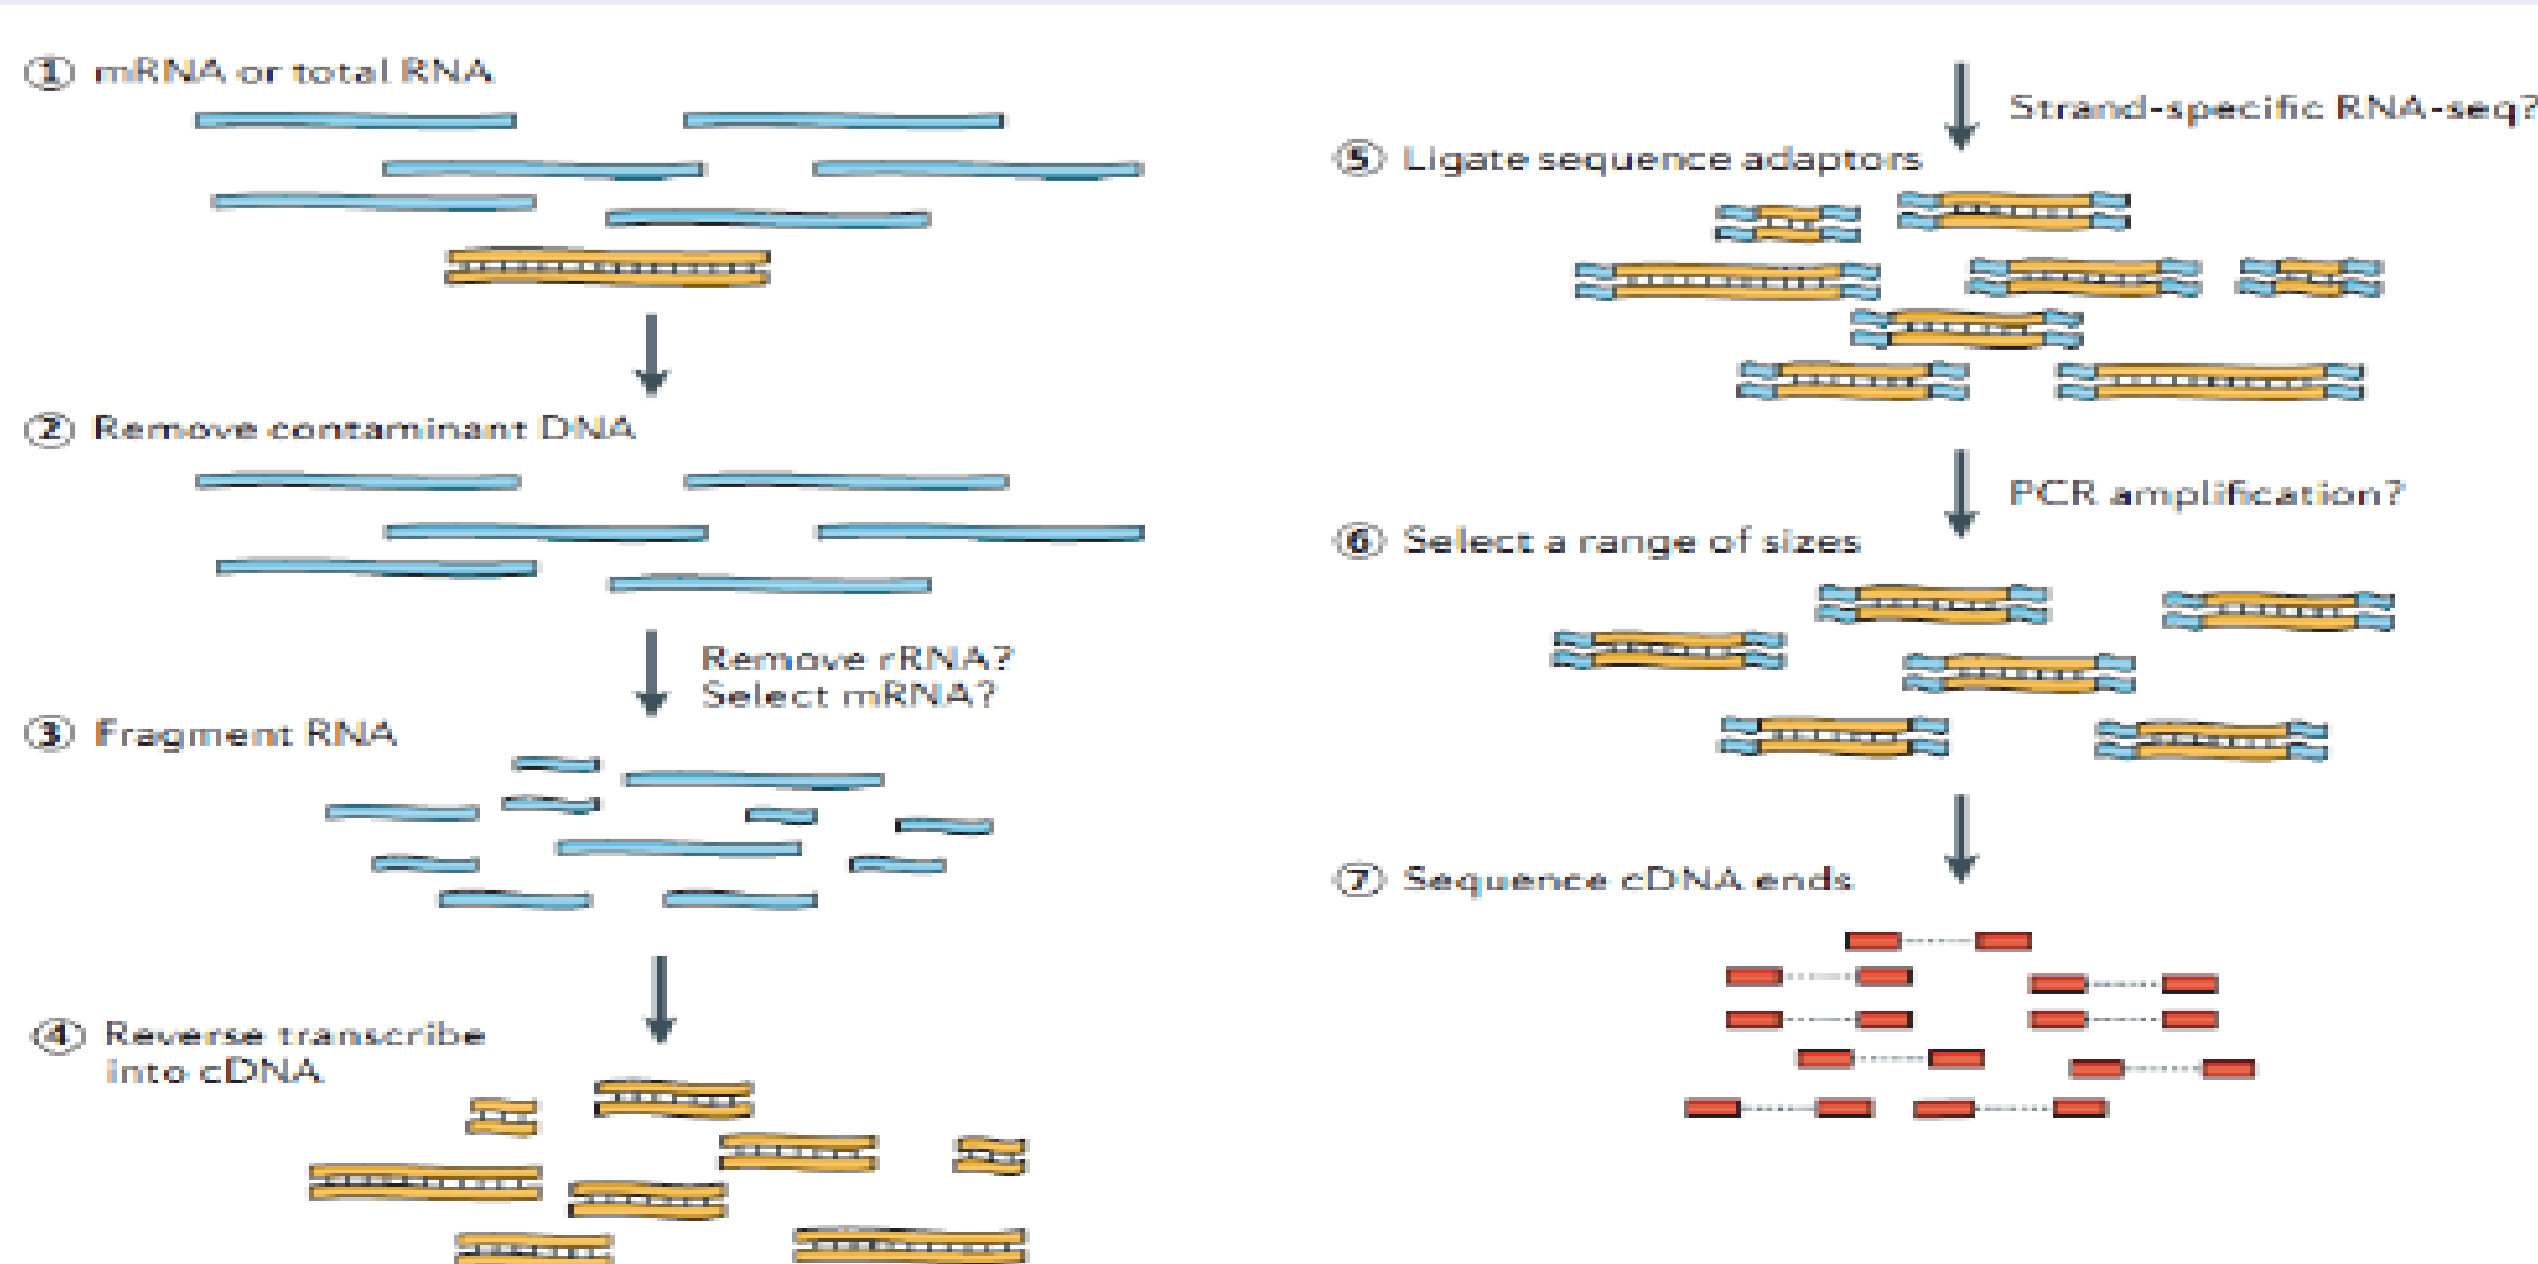 ① mRNA or total RNA
② Remove contaminant DNA
Remove rRNA?
Select mRNA?
③ Fragment RNA
④ Reverse transcribe
into cDNA
Strand-specific RNA-seq?
⑤ Ligate sequence adaptors
PCR amplification?
⑥ Select a range of sizes
⑦ Sequence cDNA ends